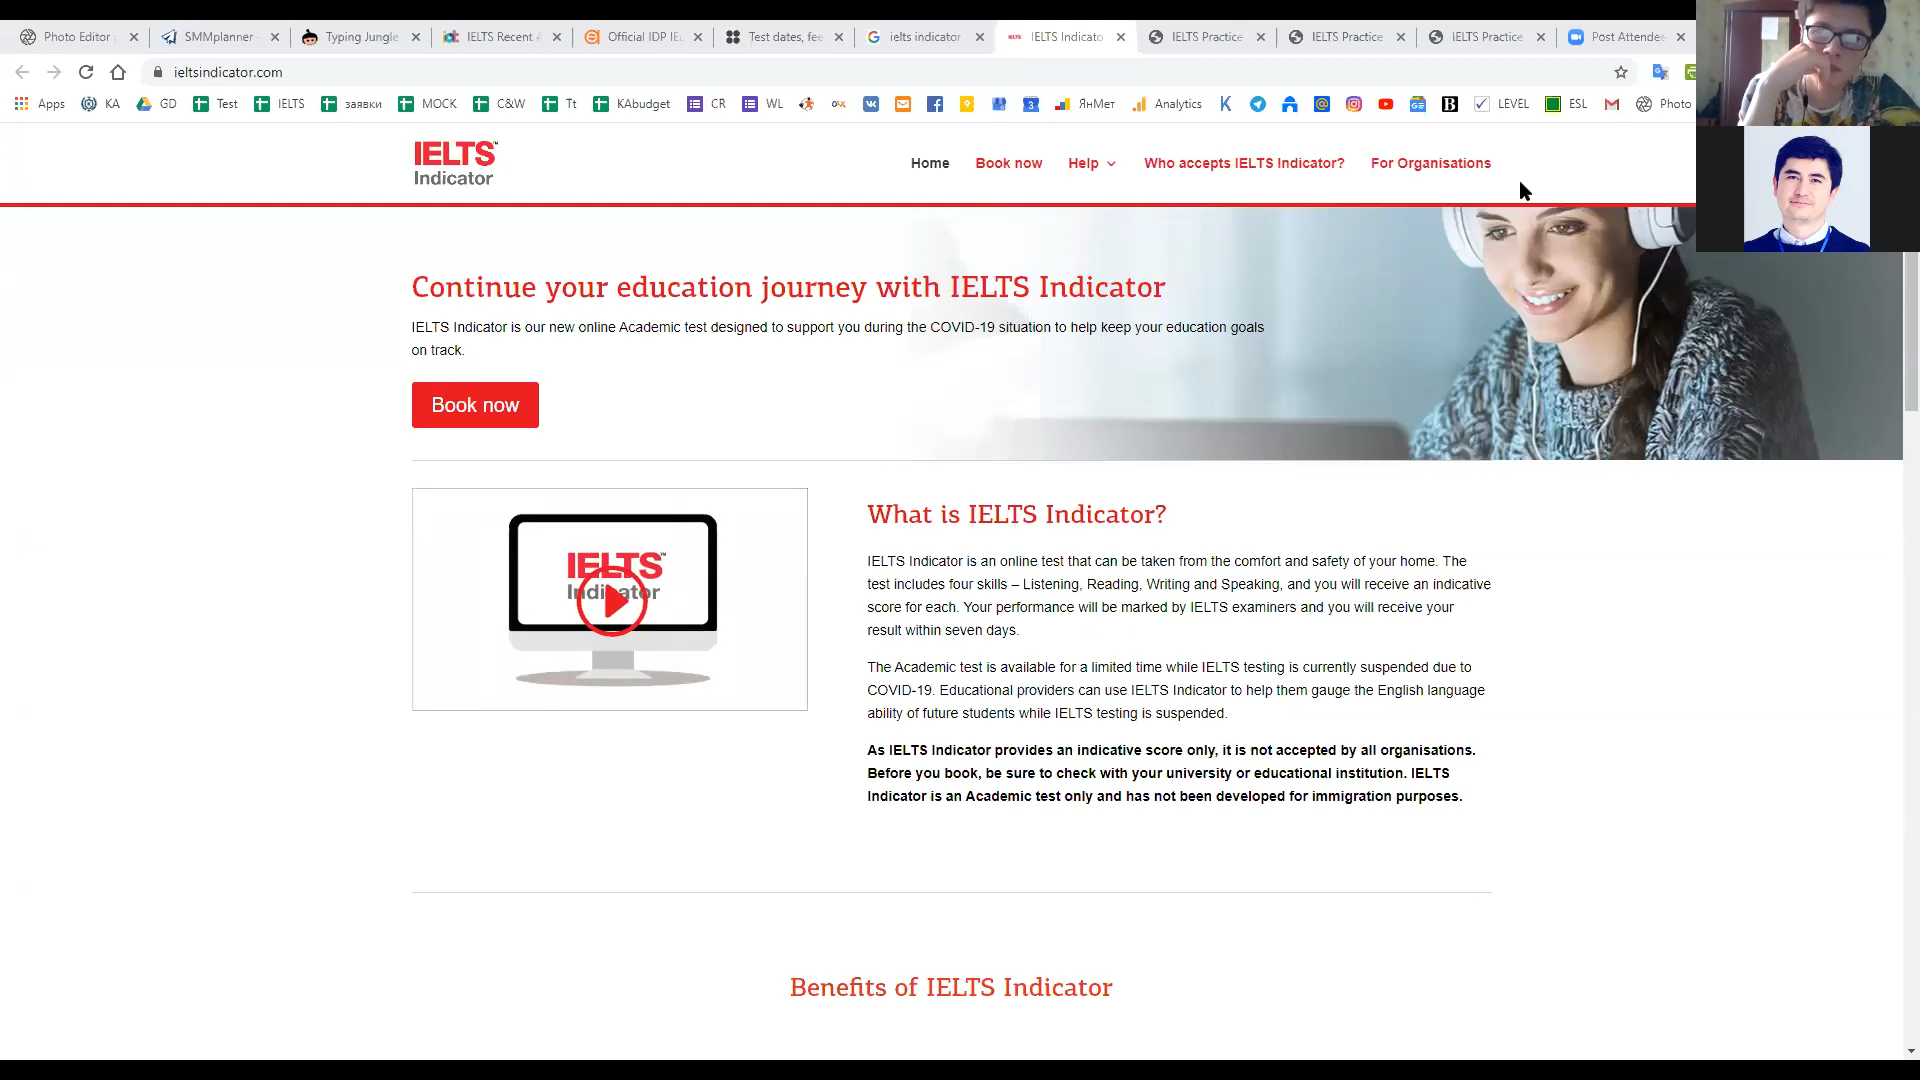 Photo Editor
SMMplanner
Typing Jungle
IELTS Recent A
Official IDP IEL
Test dates, fee
ielts indicator
IELTS Indicato
IELTS Practice
IELTS Practice
IELTS Practice
Post Attendee
ieltsindicator.com
Apps KA GD Test IELTS заявки MOCK C&W Tt KAbudget CR WL ЯнМет Analytics LEVEL ESL Photo
IELTS™
Indicator
Home Book now Help Who accepts IELTS Indicator? For Organisations
Continue your education journey with IELTS Indicator
IELTS Indicator is our new online Academic test designed to support you during the COVID-19 situation to help keep your education goals
on track.
Book now
IELTS™
Indicator
What is IELTS Indicator?
IELTS Indicator is an online test that can be taken from the comfort and safety of your home. The
test includes four skills – Listening, Reading, Writing and Speaking, and you will receive an indicative
score for each. Your performance will be marked by IELTS examiners and you will receive your
result within seven days.
The Academic test is available for a limited time while IELTS testing is currently suspended due to
COVID-19. Educational providers can use IELTS Indicator to help them gauge the English language
ability of future students while IELTS testing is suspended.
As IELTS Indicator provides an indicative score only, it is not accepted by all organisations.
Before you book, be sure to check with your university or educational institution. IELTS
Indicator is an Academic test only and has not been developed for immigration purposes.
Benefits of IELTS Indicator